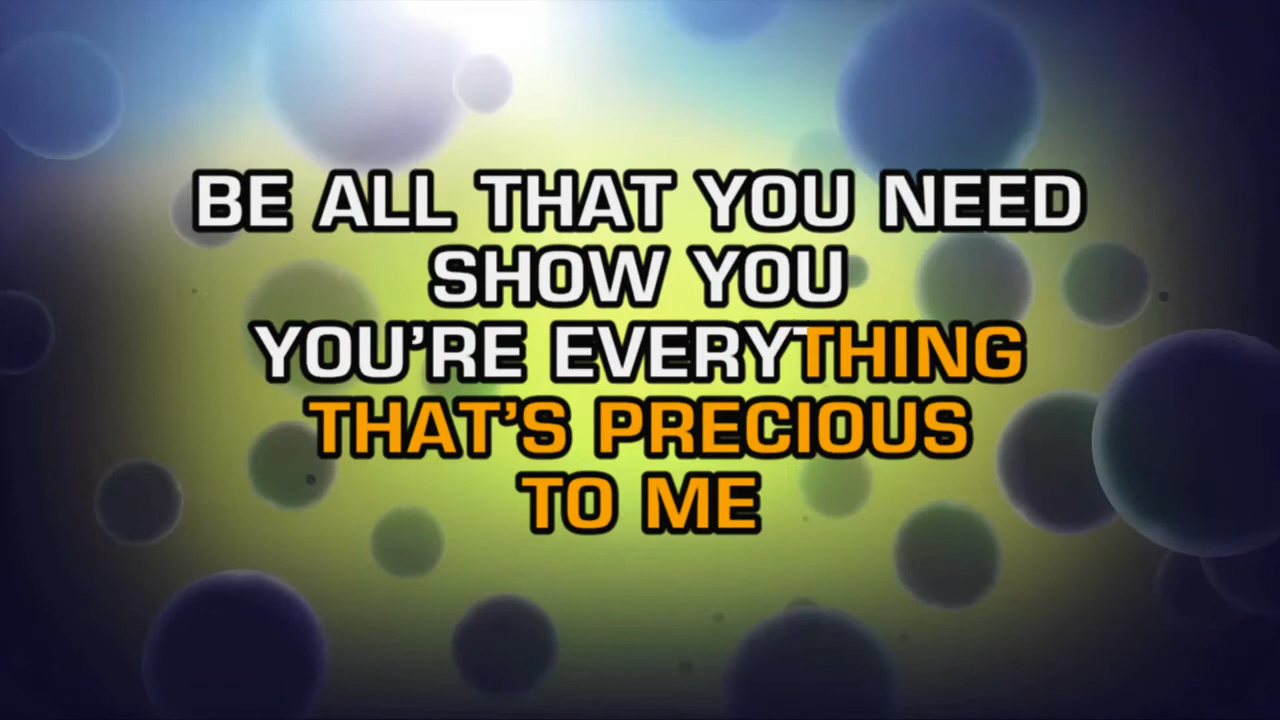 BE ALL THAT YOU NEED
SHOW YOU
YOU'RE EVERYTHING
THAT'S PRECIOUS
TO ME